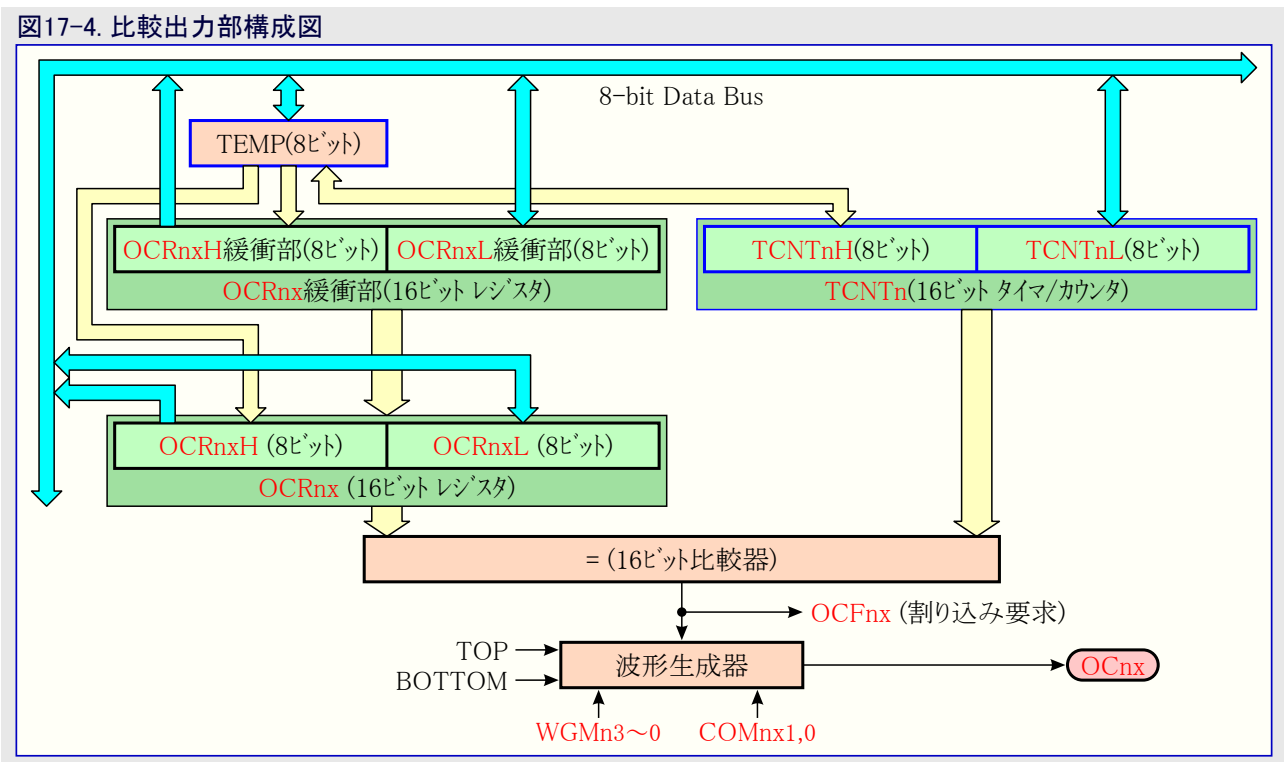 図17-4. 比較出力部構成図
8-bit Data Bus
TEMP(8ﾋﾞｯﾄ)
OCRnxH緩衝部(8ﾋﾞｯﾄ)
OCRnxL緩衝部(8ﾋﾞｯﾄ)
OCRnx緩衝部(16ﾋﾞｯﾄ ﾚｼﾞｽﾀ)
TCNTnH(8ﾋﾞｯﾄ)
TCNTnL(8ﾋﾞｯﾄ)
TCNTn(16ﾋﾞｯﾄ ﾀｲﾏ/ｶｳﾝﾀ)
OCRnxH (8ﾋﾞｯﾄ)
OCRnxL (8ﾋﾞｯﾄ)
OCRnx (16ﾋﾞｯﾄ ﾚｼﾞｽﾀ)
= (16ﾋﾞｯﾄ比較器)
OCFnx (割り込み要求)
TOP
BOTTOM
波形生成器
OCnx
WGMn3～0
COMnx1,0